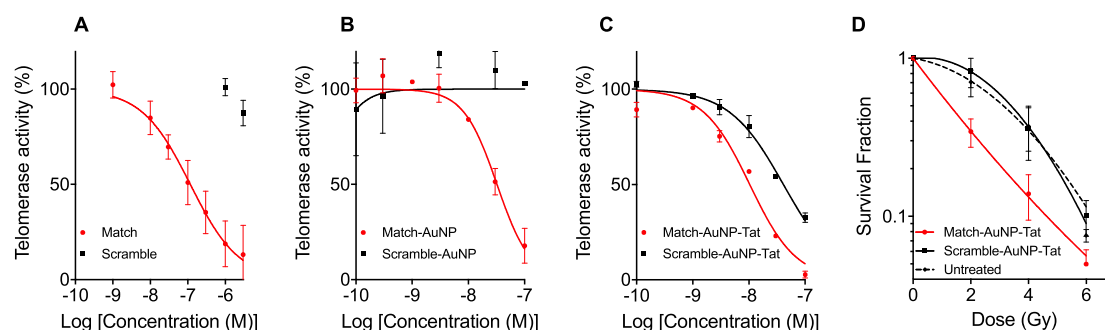 A
Telomerase activity (%)
100
50
0
-10
-9
-8
-7
-6
Match
Scramble
Log [Concentration (M)]
B
Telomerase activity (%)
100
50
0
-10
-9
-8
-7
Match-AuNP
Scramble-AuNP
Log [Concentration (M)]
C
Telomerase activity (%)
100
50
0
-10
-9
-8
-7
Match-AuNP-Tat
Scramble-AuNP-Tat
Log [Concentration (M)]
D
Survival Fraction
1
0.1
0
2
4
6
Match-AuNP-Tat
Scramble-AuNP-Tat
Untreated
Dose (Gy)